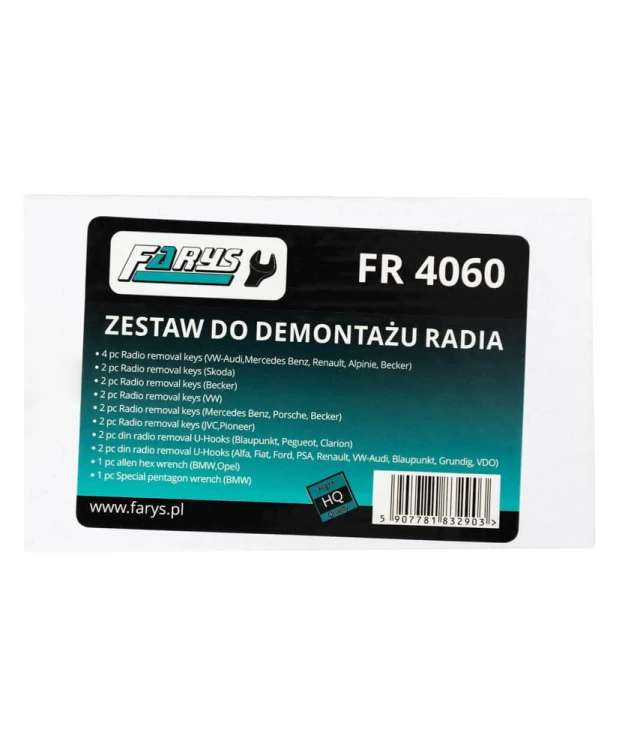 FARYS
FR 4060
ZESTAW DO DEMONTAŻU RADIA
• 4 pc Radio removal keys (VW-Audi,Mercedes Benz, Renault, Alpinie, Becker)
• 2 pc Radio removal keys (Skoda)
• 2 pc Radio removal keys (Becker)
• 2 pc Radio removal keys (VW)
• 2 pc Radio removal keys (Mercedes Benz, Porsche, Becker)
• 2 pc Radio removal keys (JVC,Pioneer)
• 2 pc din radio removal U-Hooks (Blaupunkt, Pegueot, Clarion)
• 2 pc din radio removal U-Hooks (Alfa, Fiat, Ford, PSA, Renault, VW-Audi, Blaupunkt, Grundig, VDO)
• 1 pc allen hex wrench (BMW,Opel)
• 1 pc Special pentagon wrench (BMW)
High
HQ
Quality
5 907781 832903 >
www.farys.pl